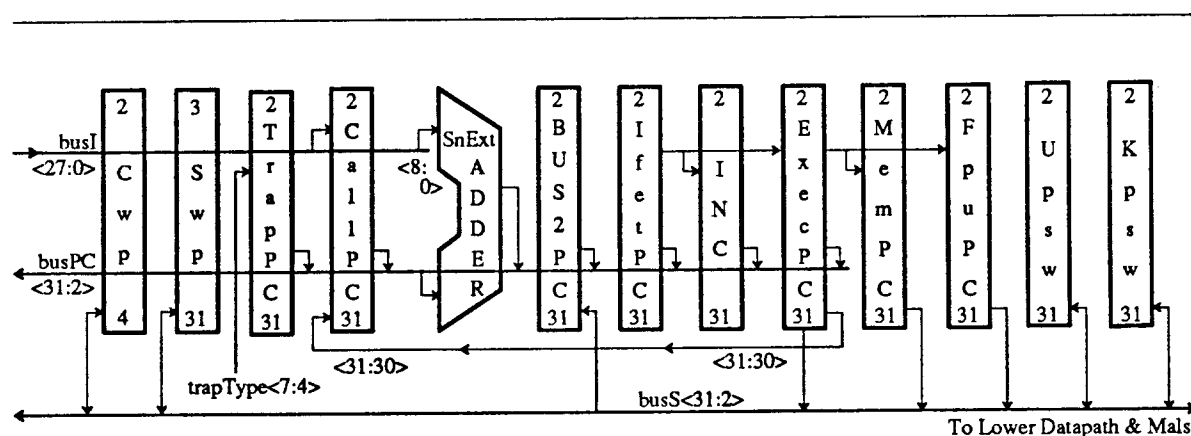 2 3 2 2 2 2 2 2 2 2 2 2
busI
<27:0>
Cwp
Swp
TrapPC
CallPC
SnExt
ADDER
<8:
0>
BUS2PC
IfetPC
INC
ExecPC
MemPC
FpuPC
Upsw
Kpsw
busPC
<31:2>
4 31 31 31 31 31 31 31 31 31 31 31
<31:30>
<31:30>
trapType<7:4>
busS<31:2>
To Lower Datapath & Mals